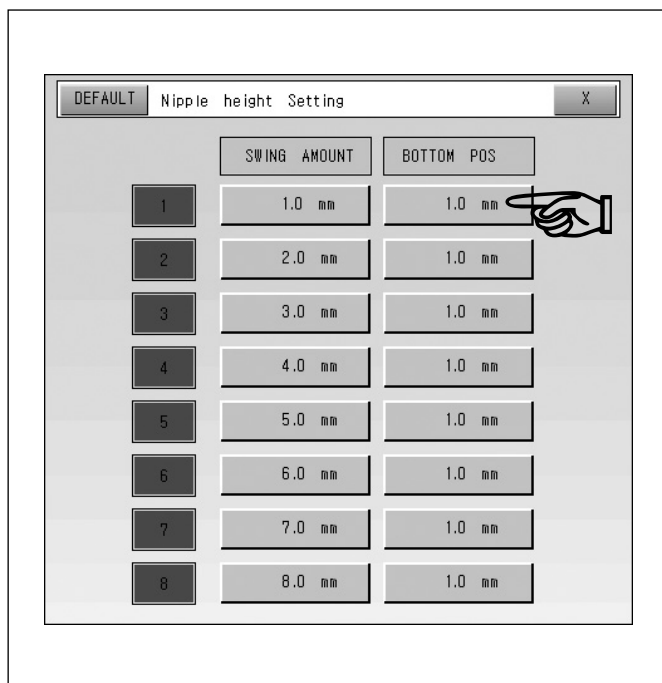 DEFAULT Nipple height Setting X
SWING AMOUNT BOTTOM POS
1 1.0 mm 1.0 mm
2 2.0 mm 1.0 mm
3 3.0 mm 1.0 mm
4 4.0 mm 1.0 mm
5 5.0 mm 1.0 mm
6 6.0 mm 1.0 mm
7 7.0 mm 1.0 mm
8 8.0 mm 1.0 mm